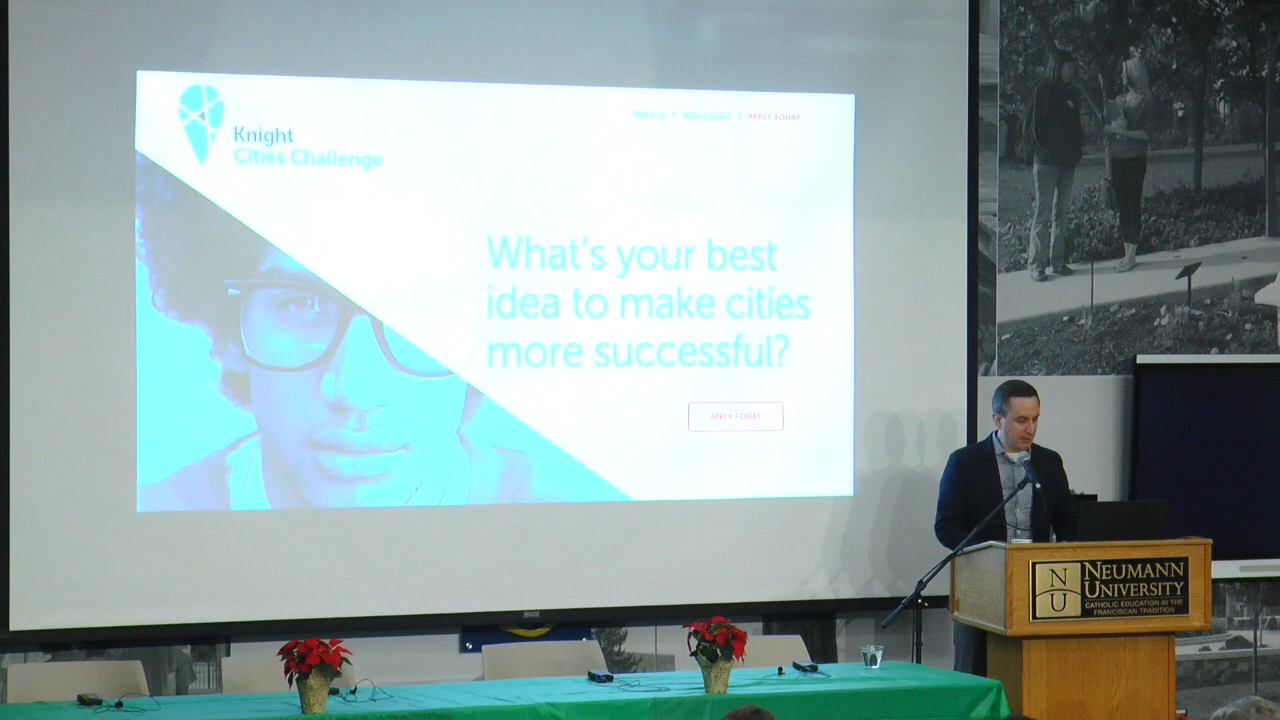 Knight
Cities Challenge
APPLY TODAY
What's your best
idea to make cities
more successful?
APPLY TODAY
N
U
NEUMANN
UNIVERSITY
CATHOLIC EDUCATION IN THE
FRANCISCAN TRADITION